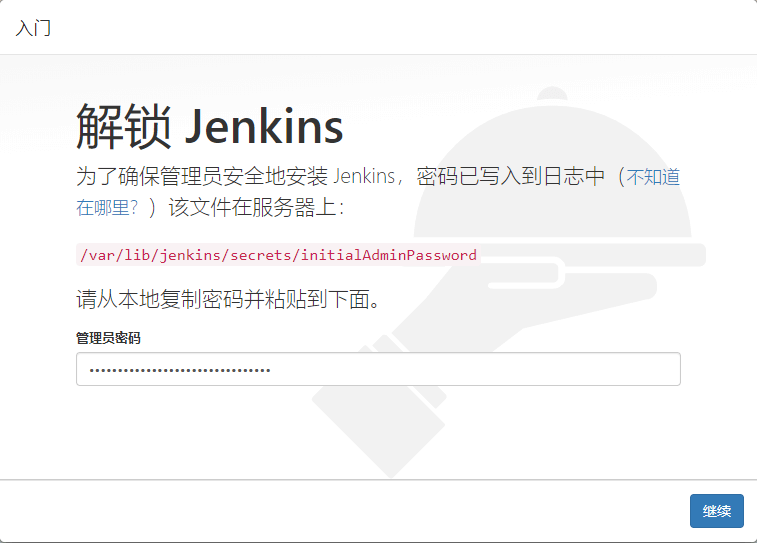 入门
解锁 Jenkins
为了确保管理员安全地安装 Jenkins，密码已写入到日志中（不知道
在哪里？）该文件在服务器上：
/var/lib/jenkins/secrets/initialAdminPassword
请从本地复制密码并粘贴到下面。
管理员密码
••••••••••••••••••••••••••••••••
继续